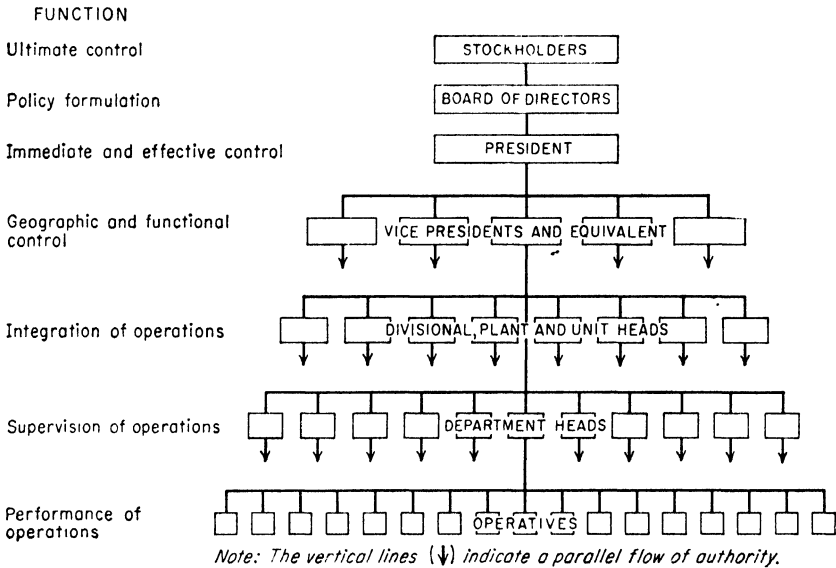 FUNCTION
Ultimate control
STOCKHOLDERS
Policy formulation
BOARD OF DIRECTORS
Immediate and effective control
PRESIDENT
Geographic and functional
control
VICE PRESIDENTS AND EQUIVALENT
Integration of operations
DIVISIONAL, PLANT AND UNIT HEADS
Supervision of operations
DEPARTMENT HEADS
Performance of
operations
OPERATIVES
Note: The vertical lines (↓) indicate a parallel flow of authority.